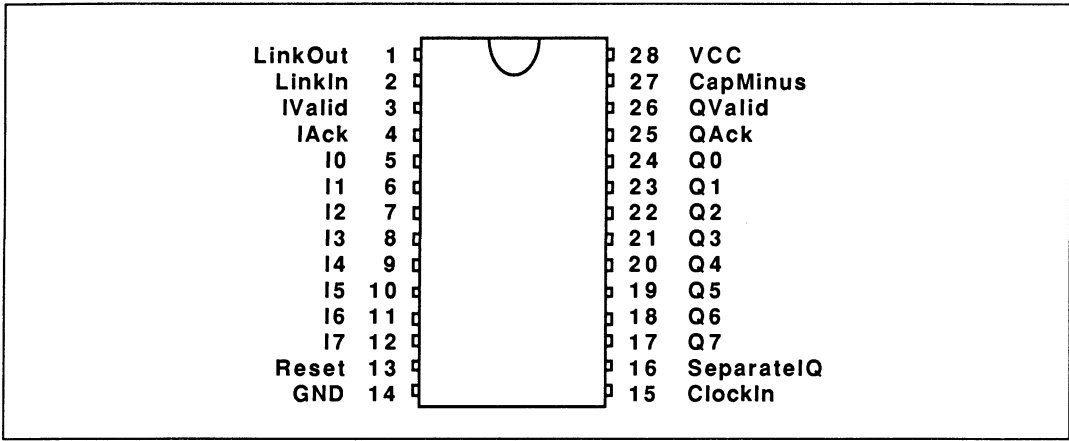 LinkOut 1 28 VCC
LinkIn 2 27 CapMinus
IValid 3 26 QValid
IAck 4 25 QAck
I0 5 24 Q0
I1 6 23 Q1
I2 7 22 Q2
I3 8 21 Q3
I4 9 20 Q4
I5 10 19 Q5
I6 11 18 Q6
I7 12 17 Q7
Reset 13 16 SeparateIQ
GND 14 15 ClockIn